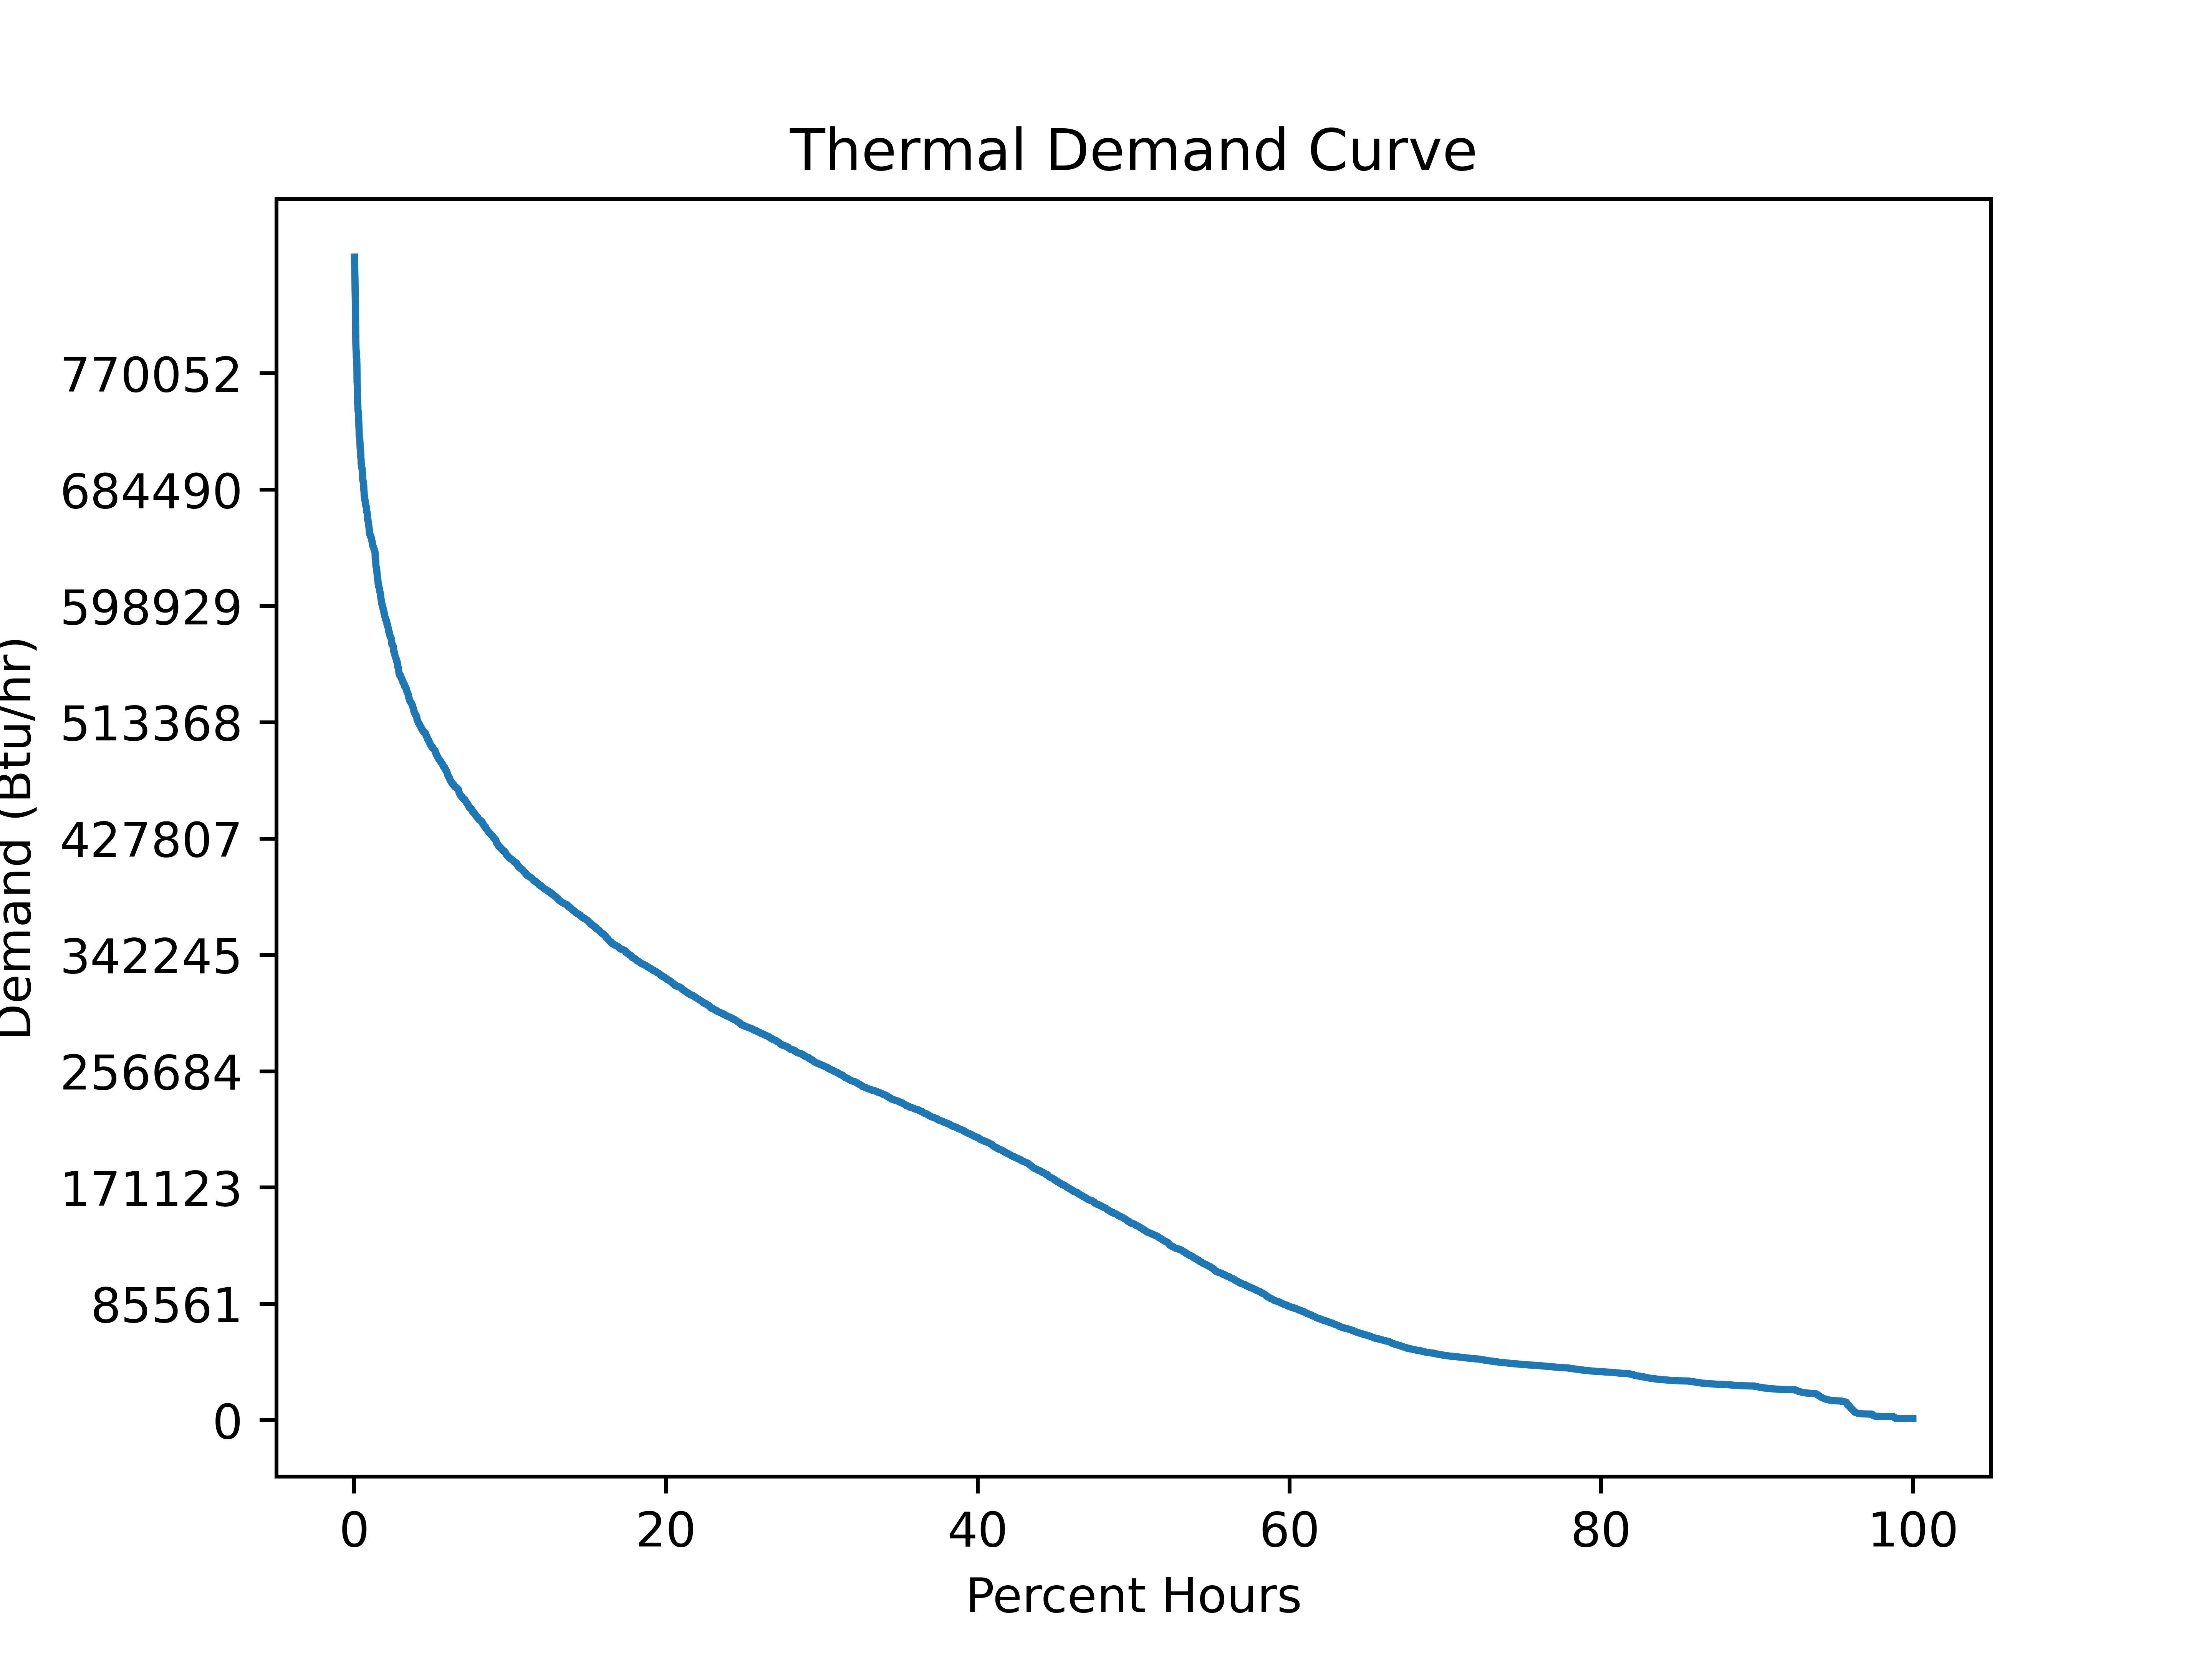 Thermal Demand Curve
Demand (Btu/hr)
770052
684490
598929
513368
427807
342245
256684
171123
85561
0
0 20 40 60 80 100
Percent Hours